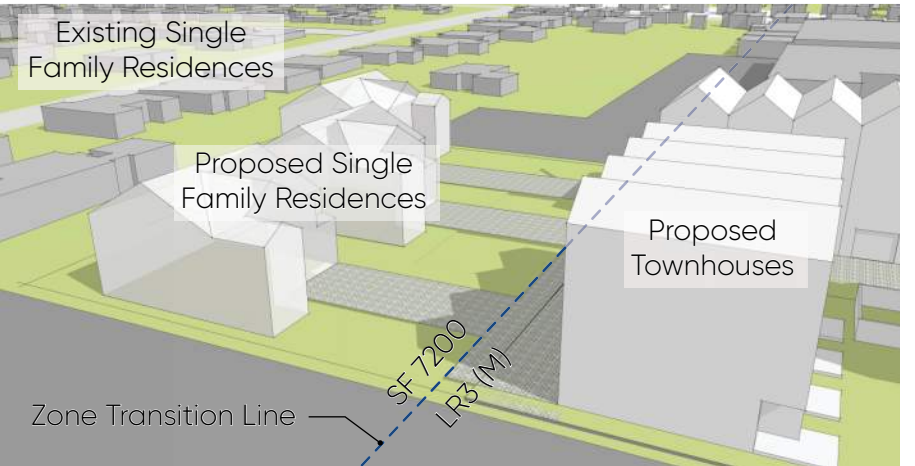 Existing Single
Family Residences
Proposed Single
Family Residences
Proposed
Townhouses
SF 7200
LR3 (M)
Zone Transition Line